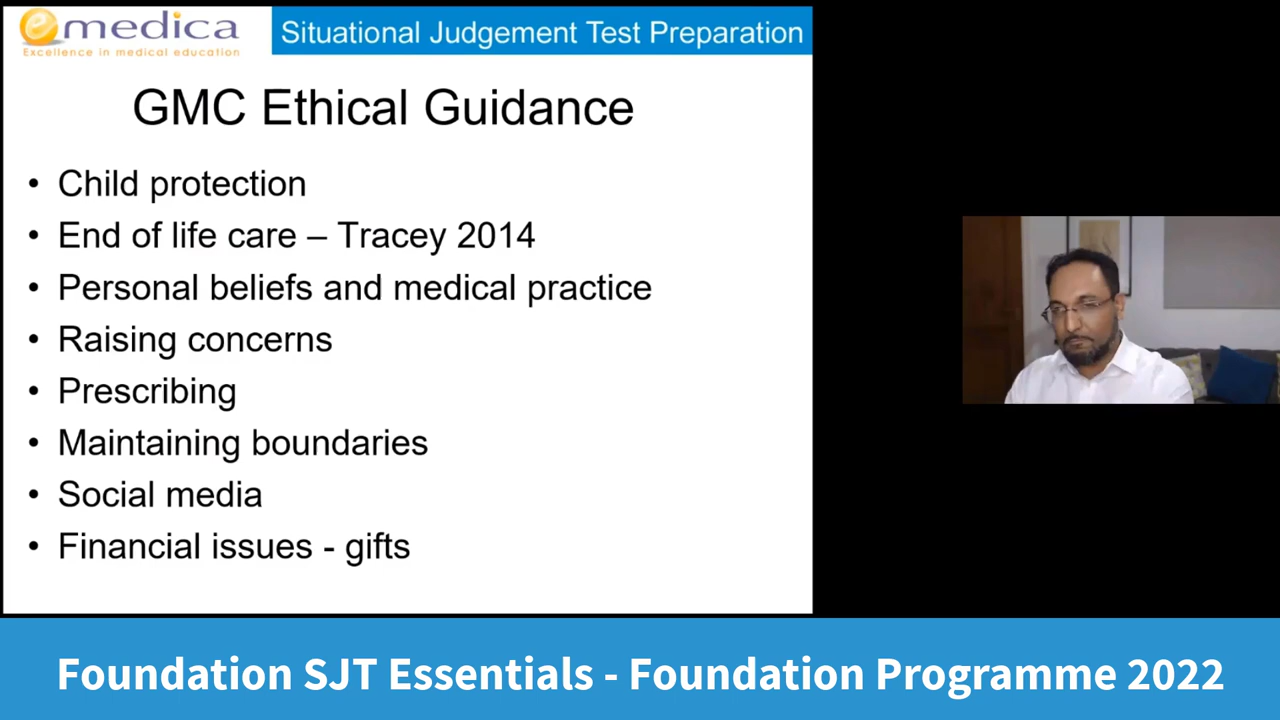 emedica
Excellence in medical education
Situational Judgement Test Preparation
GMC Ethical Guidance
• Child protection
• End of life care – Tracey 2014
• Personal beliefs and medical practice
• Raising concerns
• Prescribing
• Maintaining boundaries
• Social media
• Financial issues - gifts
Foundation SJT Essentials - Foundation Programme 2022